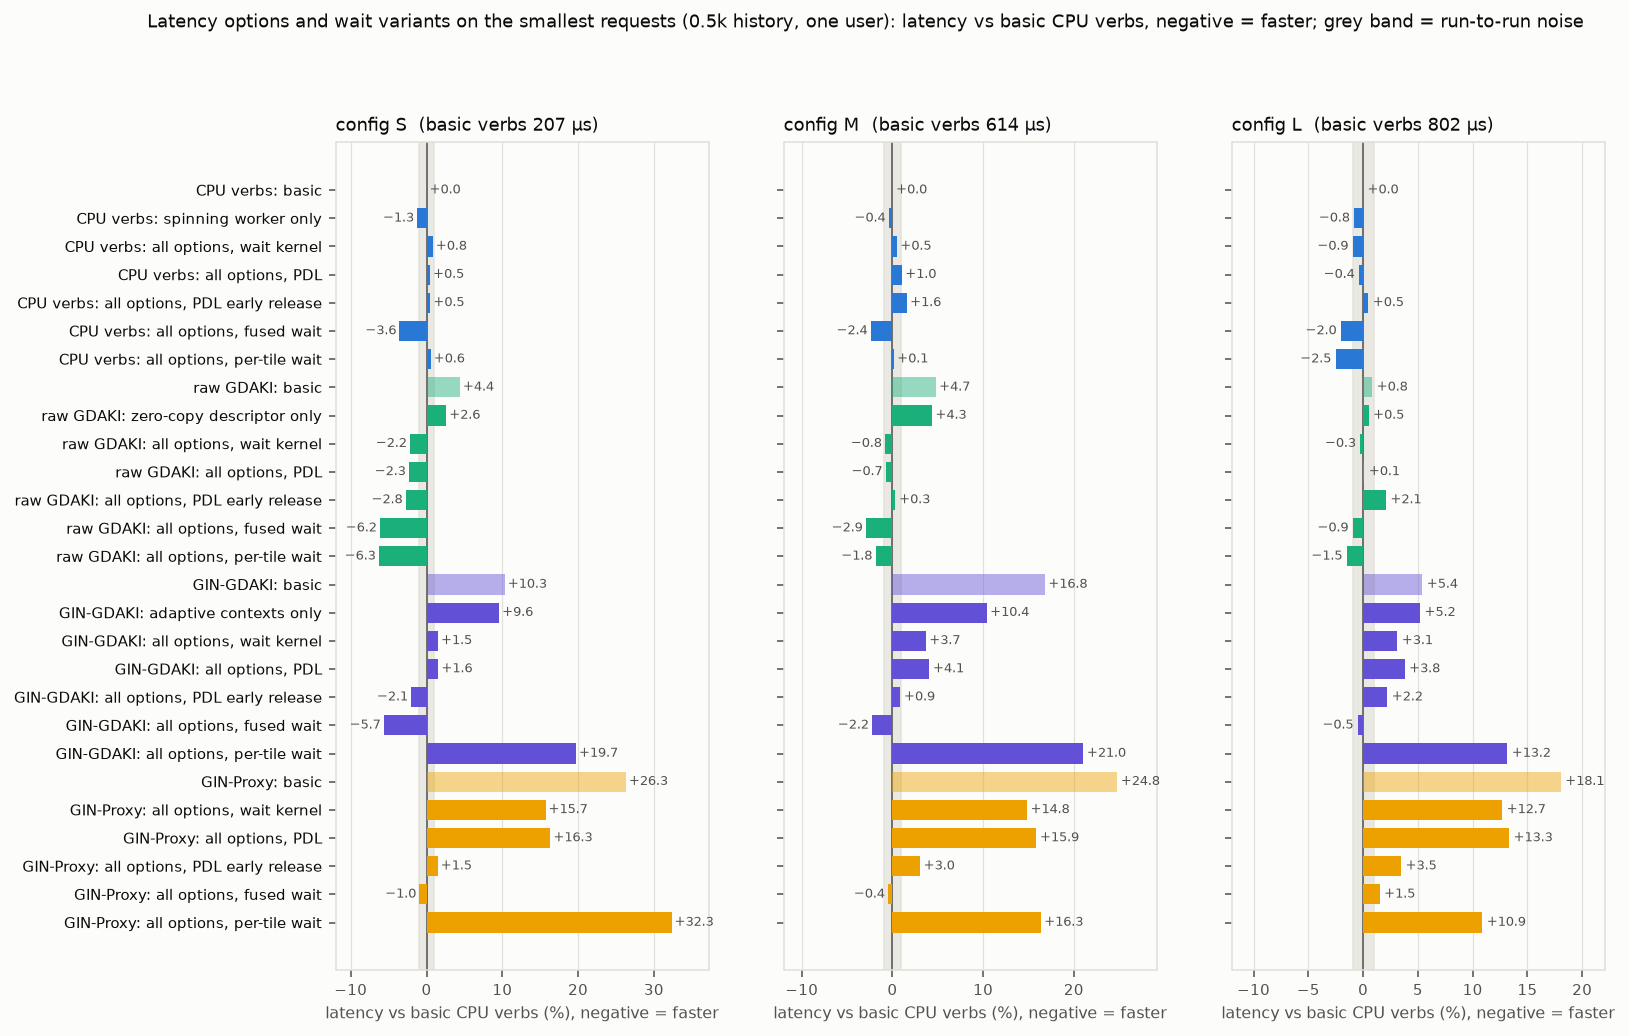 Latency options and wait variants on the smallest requests (0.5k history, one user): latency vs basic CPU verbs, negative = faster; grey band = run-to-run noise
config S (basic verbs 207 µs)
config M (basic verbs 614 µs)
config L (basic verbs 802 µs)
CPU verbs: basic +0.0 +0.0 +0.0
CPU verbs: spinning worker only −1.3 −0.4 −0.8
CPU verbs: all options, wait kernel +0.8 +0.5 −0.9
CPU verbs: all options, PDL +0.5 +1.0 −0.4
CPU verbs: all options, PDL early release +0.5 +1.6 +0.5
CPU verbs: all options, fused wait −3.6 −2.4 −2.0
CPU verbs: all options, per-tile wait +0.6 +0.1 −2.5
raw GDAKI: basic +4.4 +4.7 +0.8
raw GDAKI: zero-copy descriptor only +2.6 +4.3 +0.5
raw GDAKI: all options, wait kernel −2.2 −0.8 −0.3
raw GDAKI: all options, PDL −2.3 −0.7 +0.1
raw GDAKI: all options, PDL early release −2.8 +0.3 +2.1
raw GDAKI: all options, fused wait −6.2 −2.9 −0.9
raw GDAKI: all options, per-tile wait −6.3 −1.8 −1.5
GIN-GDAKI: basic +10.3 +16.8 +5.4
GIN-GDAKI: adaptive contexts only +9.6 +10.4 +5.2
GIN-GDAKI: all options, wait kernel +1.5 +3.7 +3.1
GIN-GDAKI: all options, PDL +1.6 +4.1 +3.8
GIN-GDAKI: all options, PDL early release −2.1 +0.9 +2.2
GIN-GDAKI: all options, fused wait −5.7 −2.2 −0.5
GIN-GDAKI: all options, per-tile wait +19.7 +21.0 +13.2
GIN-Proxy: basic +26.3 +24.8 +18.1
GIN-Proxy: all options, wait kernel +15.7 +14.8 +12.7
GIN-Proxy: all options, PDL +16.3 +15.9 +13.3
GIN-Proxy: all options, PDL early release +1.5 +3.0 +3.5
GIN-Proxy: all options, fused wait −1.0 −0.4 +1.5
GIN-Proxy: all options, per-tile wait +32.3 +16.3 +10.9
−10 0 10 20 30
−10 0 10 20
−10 −5 0 5 10 15 20
latency vs basic CPU verbs (%), negative = faster
latency vs basic CPU verbs (%), negative = faster
latency vs basic CPU verbs (%), negative = faster